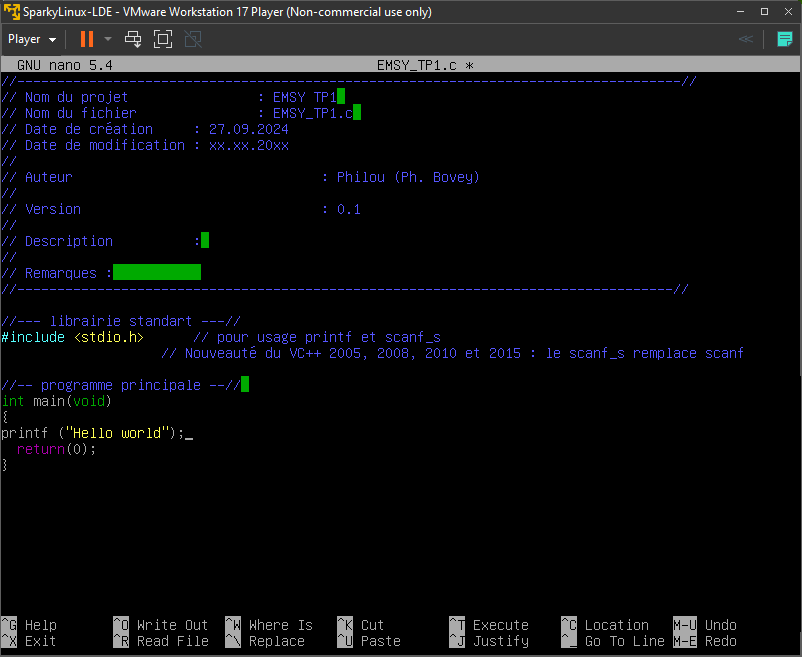 SparkyLinux-LDE - VMware Workstation 17 Player (Non-commercial use only)
Player
GNU nano 5.4 EMSY_TP1.c *
//-----------------------------------------------------------------------------------//
// Nom du projet : EMSY TP1
// Nom du fichier : EMSY_TP1.c
// Date de création : 27.09.2024
// Date de modification : xx.xx.20xx
//
// Auteur : Philou (Ph. Bovey)
//
// Version : 0.1
//
// Description :
//
// Remarques :
//----------------------------------------------------------------------------------//
//--- librairie standart ---//
#include <stdio.h> // pour usage printf et scanf_s
// Nouveauté du VC++ 2005, 2008, 2010 et 2015 : le scanf_s remplace scanf
//-- programme principale --//
int main(void)
{
printf ("Hello world");_
return(0);
}
^G Help ^O Write Out ^W Where Is ^K Cut ^T Execute ^C Location M-U Undo
^X Exit ^R Read File ^\ Replace ^U Paste ^J Justify ^_ Go To Line M-E Redo